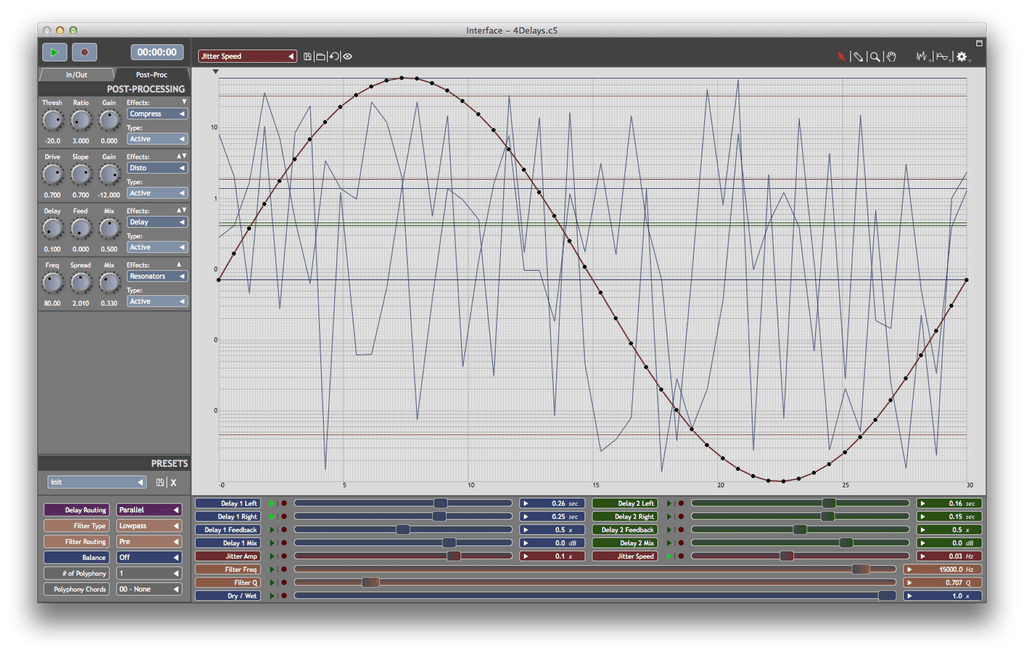 Interface - 4Delays.c5
00:00:00
Jitter Speed
In/Out Post-Proc
POST-PROCESSING
Thresh Ratio Gain Effects:
Compress
Type:
-20.0 3.000 0.000 Active
Drive Slope Gain Effects:
Disto
Type:
0.700 0.700 -12.000 Active
Delay Feed Mix Effects:
Delay
Type:
0.100 0.000 0.500 Active
Freq Spread Mix Effects:
Resonators
Type:
80.00 2.010 0.330 Active
10
1
0
0
0
-0 5 10 15 20 25 30
PRESETS
Init X
Delay Routing Parallel
Filter Type Lowpass
Filter Routing Pre
Balance Off
# of Polyphony 1
Polyphony Chords 00 - None
Delay 1 Left 0.26 sec Delay 2 Left 0.16 sec
Delay 1 Right 0.25 sec Delay 2 Right 0.15 sec
Delay 1 Feedback 0.5 x Delay 2 Feedback 0.5 x
Delay 1 Mix 0.0 dB Delay 2 Mix 0.0 dB
Jitter Amp 0.1 x Jitter Speed 0.03 Hz
Filter Freq 15000.0 Hz
Filter Q 0.707 Q
Dry / Wet 1.0 x